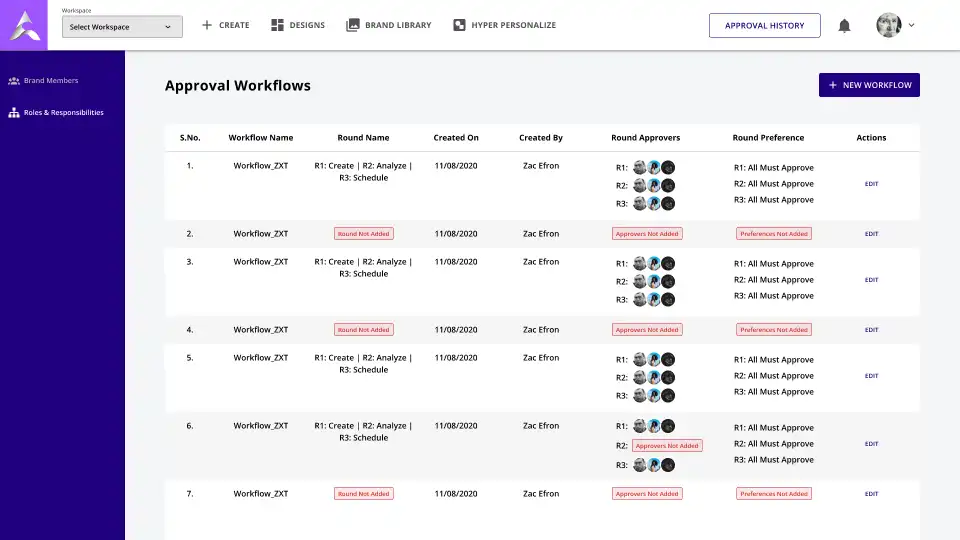 Workspace
Select Workspace
CREATE
DESIGNS
BRAND LIBRARY
HYPER PERSONALIZE
APPROVAL HISTORY
Brand Members
Roles & Responsibilities
Approval Workflows
NEW WORKFLOW
S.No. Workflow Name Round Name Created On Created By Round Approvers Round Preference Actions
1. Workflow_ZXT R1: Create | R2: Analyze | 11/08/2020 Zac Efron R1: R1: All Must Approve
R3: Schedule
R2: R2: All Must Approve EDIT
R3: R3: All Must Approve
2. Workflow_ZXT Round Not Added 11/08/2020 Zac Efron Approvers Not Added Preferences Not Added EDIT
3. Workflow_ZXT R1: Create | R2: Analyze | 11/08/2020 Zac Efron R1: R1: All Must Approve
R3: Schedule
R2: R2: All Must Approve EDIT
R3: R3: All Must Approve
4. Workflow_ZXT Round Not Added 11/08/2020 Zac Efron Approvers Not Added Preferences Not Added EDIT
5. Workflow_ZXT R1: Create | R2: Analyze | 11/08/2020 Zac Efron R1: R1: All Must Approve
R3: Schedule
R2: R2: All Must Approve EDIT
R3: R3: All Must Approve
6. Workflow_ZXT R1: Create | R2: Analyze | 11/08/2020 Zac Efron R1: R1: All Must Approve
R3: Schedule
R2: Approvers Not Added R2: All Must Approve EDIT
R3: R3: All Must Approve
7. Workflow_ZXT Round Not Added 11/08/2020 Zac Efron Approvers Not Added Preferences Not Added EDIT